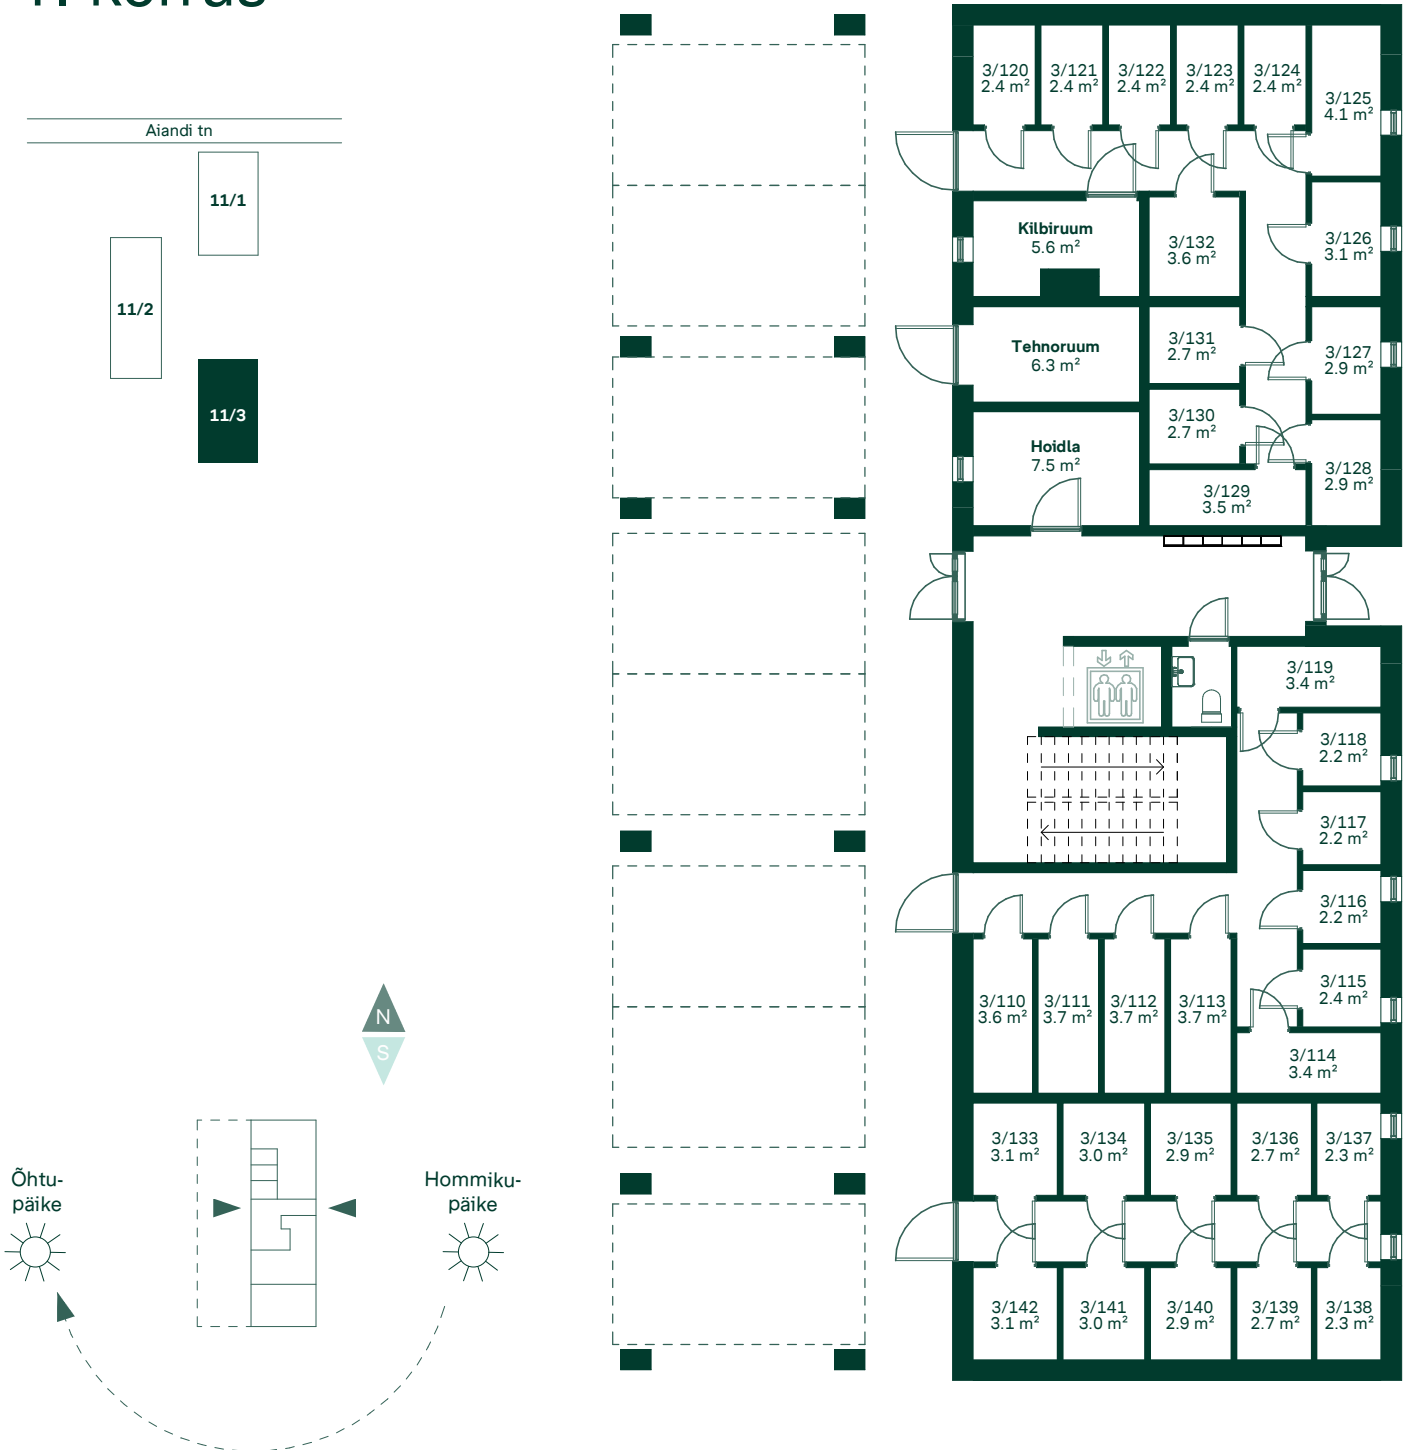 1. korrus
Aiandi tn
11/1
11/2
11/3
N
S
Õhtu-
päike
Hommiku-
päike
3/120
2.4 m²
3/121
2.4 m²
3/122
2.4 m²
3/123
2.4 m²
3/124
2.4 m²
3/125
4.1 m²
Kilbiruum
5.6 m²
3/132
3.6 m²
3/126
3.1 m²
Tehnoruum
6.3 m²
3/131
2.7 m²
3/127
2.9 m²
3/130
2.7 m²
Hoidla
7.5 m²
3/128
2.9 m²
3/129
3.5 m²
3/119
3.4 m²
3/118
2.2 m²
3/117
2.2 m²
3/116
2.2 m²
3/115
2.4 m²
3/110
3.6 m²
3/111
3.7 m²
3/112
3.7 m²
3/113
3.7 m²
3/114
3.4 m²
3/133
3.1 m²
3/134
3.0 m²
3/135
2.9 m²
3/136
2.7 m²
3/137
2.3 m²
3/142
3.1 m²
3/141
3.0 m²
3/140
2.9 m²
3/139
2.7 m²
3/138
2.3 m²